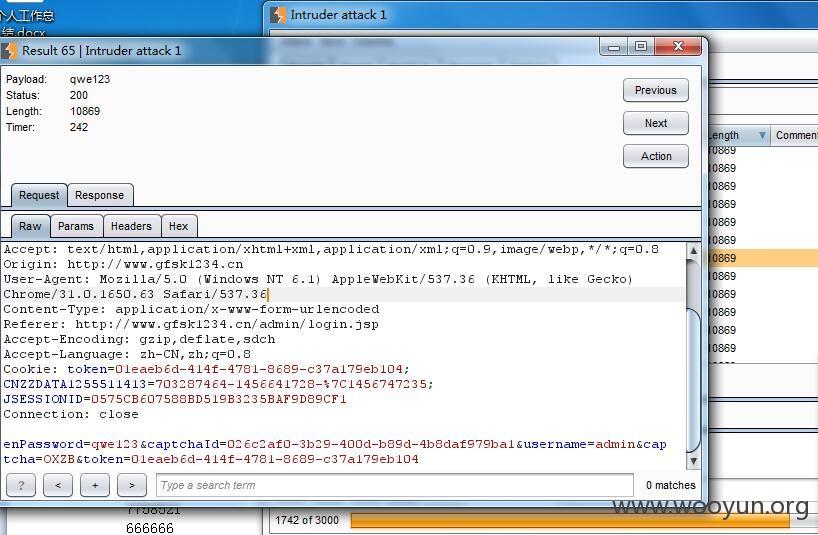 个人工作总
结.docx
Intruder attack 1
Result 65 | Intruder attack 1
Payload: qwe123
Status: 200
Length: 10869
Timer: 242
Previous
Next
Action
Length
Comment
10869
10869
10869
10869
10869
10869
10869
10869
10869
10869
10869
10869
Request Response
Raw Params Headers Hex
Accept: text/html,application/xhtml+xml,application/xml;q=0.9,image/webp,*/*;q=0.8
Origin: http://www.gfsk1234.cn
User-Agent: Mozilla/5.0 (Windows NT 6.1) AppleWebKit/537.36 (KHTML, like Gecko)
Chrome/31.0.1650.63 Safari/537.36
Content-Type: application/x-www-form-urlencoded
Referer: http://www.gfsk1234.cn/admin/login.jsp
Accept-Encoding: gzip,deflate,sdch
Accept-Language: zh-CN,zh;q=0.8
Cookie: token=01eaeb6d-414f-4781-8689-c37a179eb104;
CNZZDATA1255511413=703287464-1456641728-%7C1456747235;
JSESSIONID=0575CB607588BD519B3235BAF9D89CF1
Connection: close
enPassword=qwe123&captchaId=026c2af0-3b29-400d-b89d-4b8daf979ba1&username=admin&cap
tcha=OXZB&token=01eaeb6d-414f-4781-8689-c37a179eb104
? < + > Type a search term 0 matches
www.wooyun.org
7758521
666666
1742 of 3000